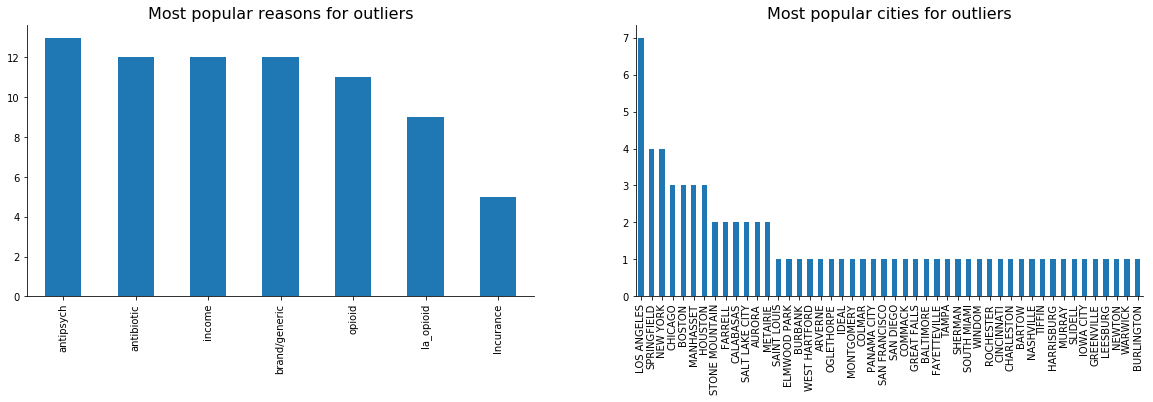 Most popular reasons for outliers
12
10
8
6
4
2
0
antipsych
antibiotic
income
brand/generic
opioid
la_opioid
Incurance
Most popular cities for outliers
7
6
5
4
3
2
1
0
LOS ANGELES
SPRINGFIELD
NEW YORK
CHICAGO
BOSTON
MANHASSET
HOUSTON
STONE MOUNTAIN
FARRELL
CALABASAS
SALT LAKE CITY
AURORA
METAIRIE
SAINT LOUIS
ELMWOOD PARK
BURBANK
WEST HARTFORD
ARVERNE
OGLETHORPE
IDEAL
MONTGOMERY
COLMAR
PANAMA CITY
SAN FRANCISCO
SAN DIEGO
COMMACK
GREAT FALLS
BALTIMORE
FAYETTEVILLE
TAMPA
SHERMAN
SOUTH MIAMI
WINDOM
ROCHESTER
CINCINNATI
CHARLESTON
BARTOW
NASHVILLE
TIFFIN
HARRISBURG
MURRAY
SLIDELL
IOWA CITY
GREENVILLE
LEESBURG
NEWTON
WARWICK
BURLINGTON